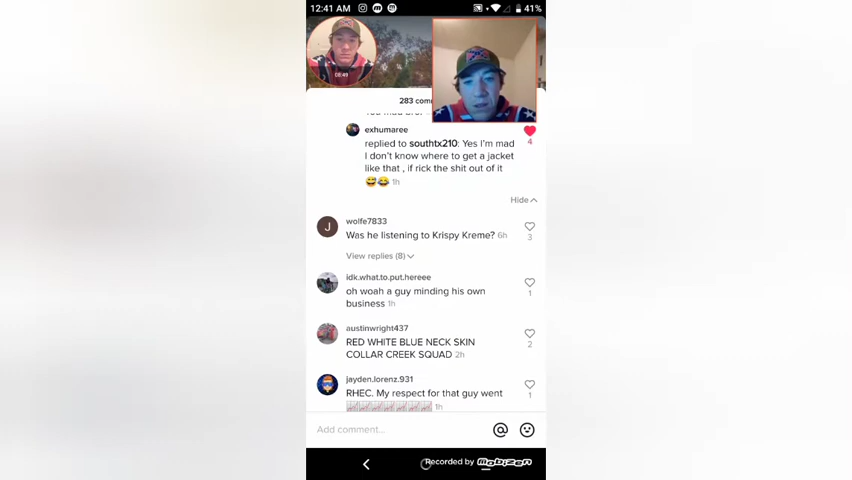 12:41 AM
41%
08:49
283 com
exhumaree
4
replied to southtx210: Yes I'm mad
I don't know where to get a jacket
like that , if rick the shit out of it
😅😂 1h
Hide
wolfe7833
J
Was he listening to Krispy Kreme? 6h
3
View replies (8)
idk.what.to.put.hereee
oh woah a guy minding his own
business 1h
1
austinwright437
RED WHITE BLUE NECK SKIN
COLLAR CREEK SQUAD 2h
2
jayden.lorenz.931
RHEC. My respect for that guy went
📈📈📈📈📈📈📈 1h
1
Add comment...
Recorded by Mobizen